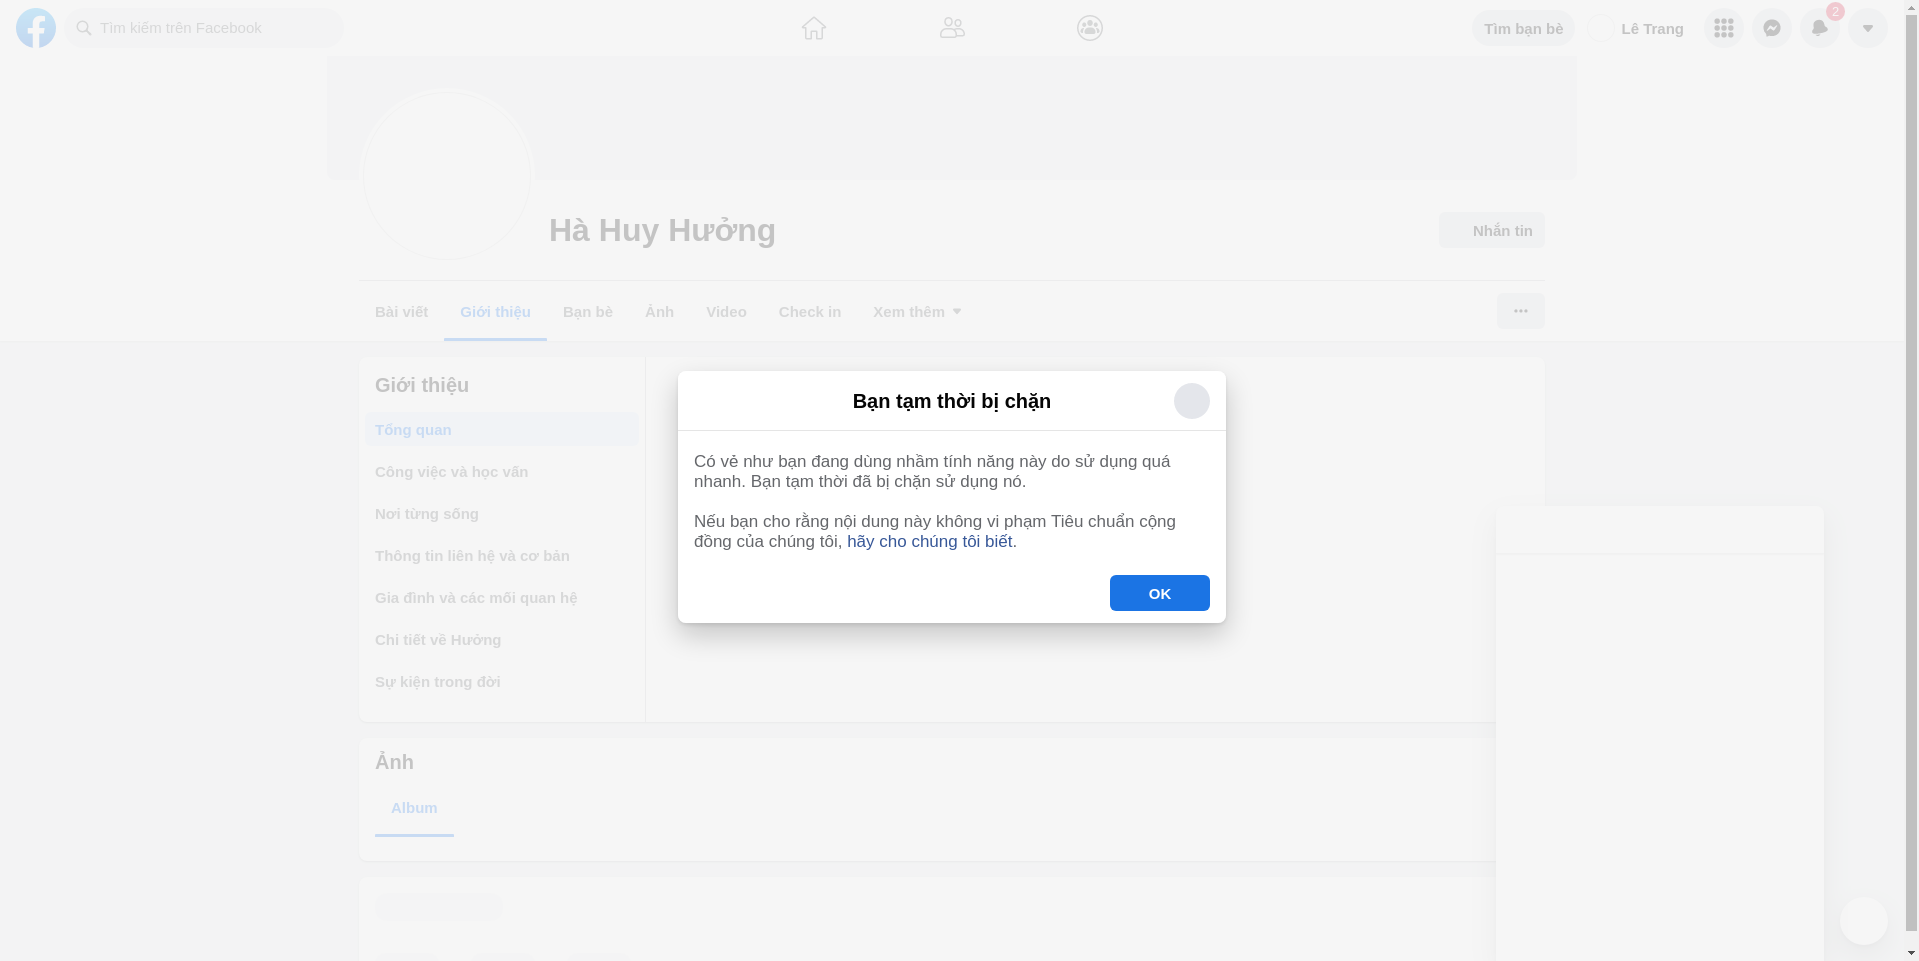 Tìm kiếm trên Facebook
Tìm bạn bè
Lê Trang
2
Hà Huy Hưởng
Nhắn tin
Bài viết
Giới thiệu
Bạn bè
Ảnh
Video
Check in
Xem thêm
Giới thiệu
Tổng quan
Công việc và học vấn
Nơi từng sống
Thông tin liên hệ và cơ bản
Gia đình và các mối quan hệ
Chi tiết về Hưởng
Sự kiện trong đời
Bạn tạm thời bị chặn
Có vẻ như bạn đang dùng nhầm tính năng này do sử dụng quá
nhanh. Bạn tạm thời đã bị chặn sử dụng nó.
Nếu bạn cho rằng nội dung này không vi phạm Tiêu chuẩn cộng
đồng của chúng tôi, hãy cho chúng tôi biết.
OK
Ảnh
Album